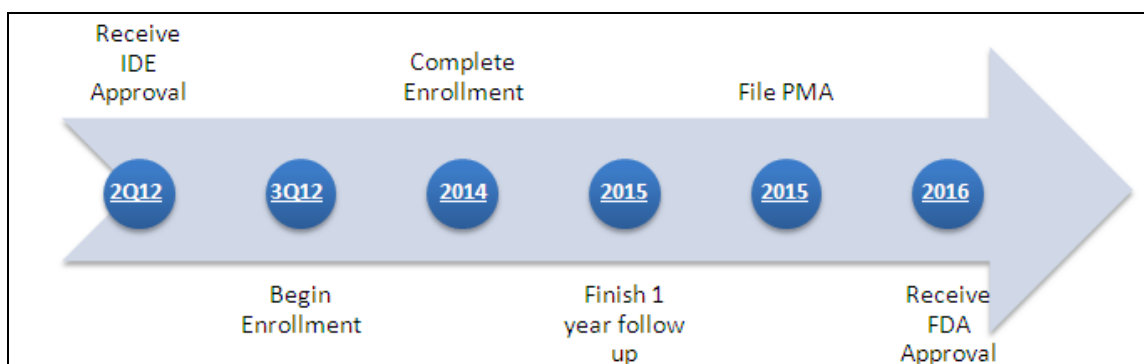 Receive
IDE
Approval
Complete
Enrollment
File PMA
2Q12
3Q12
2014
2015
2015
2016
Begin
Enrollment
Finish 1
year follow
up
Receive
FDA
Approval